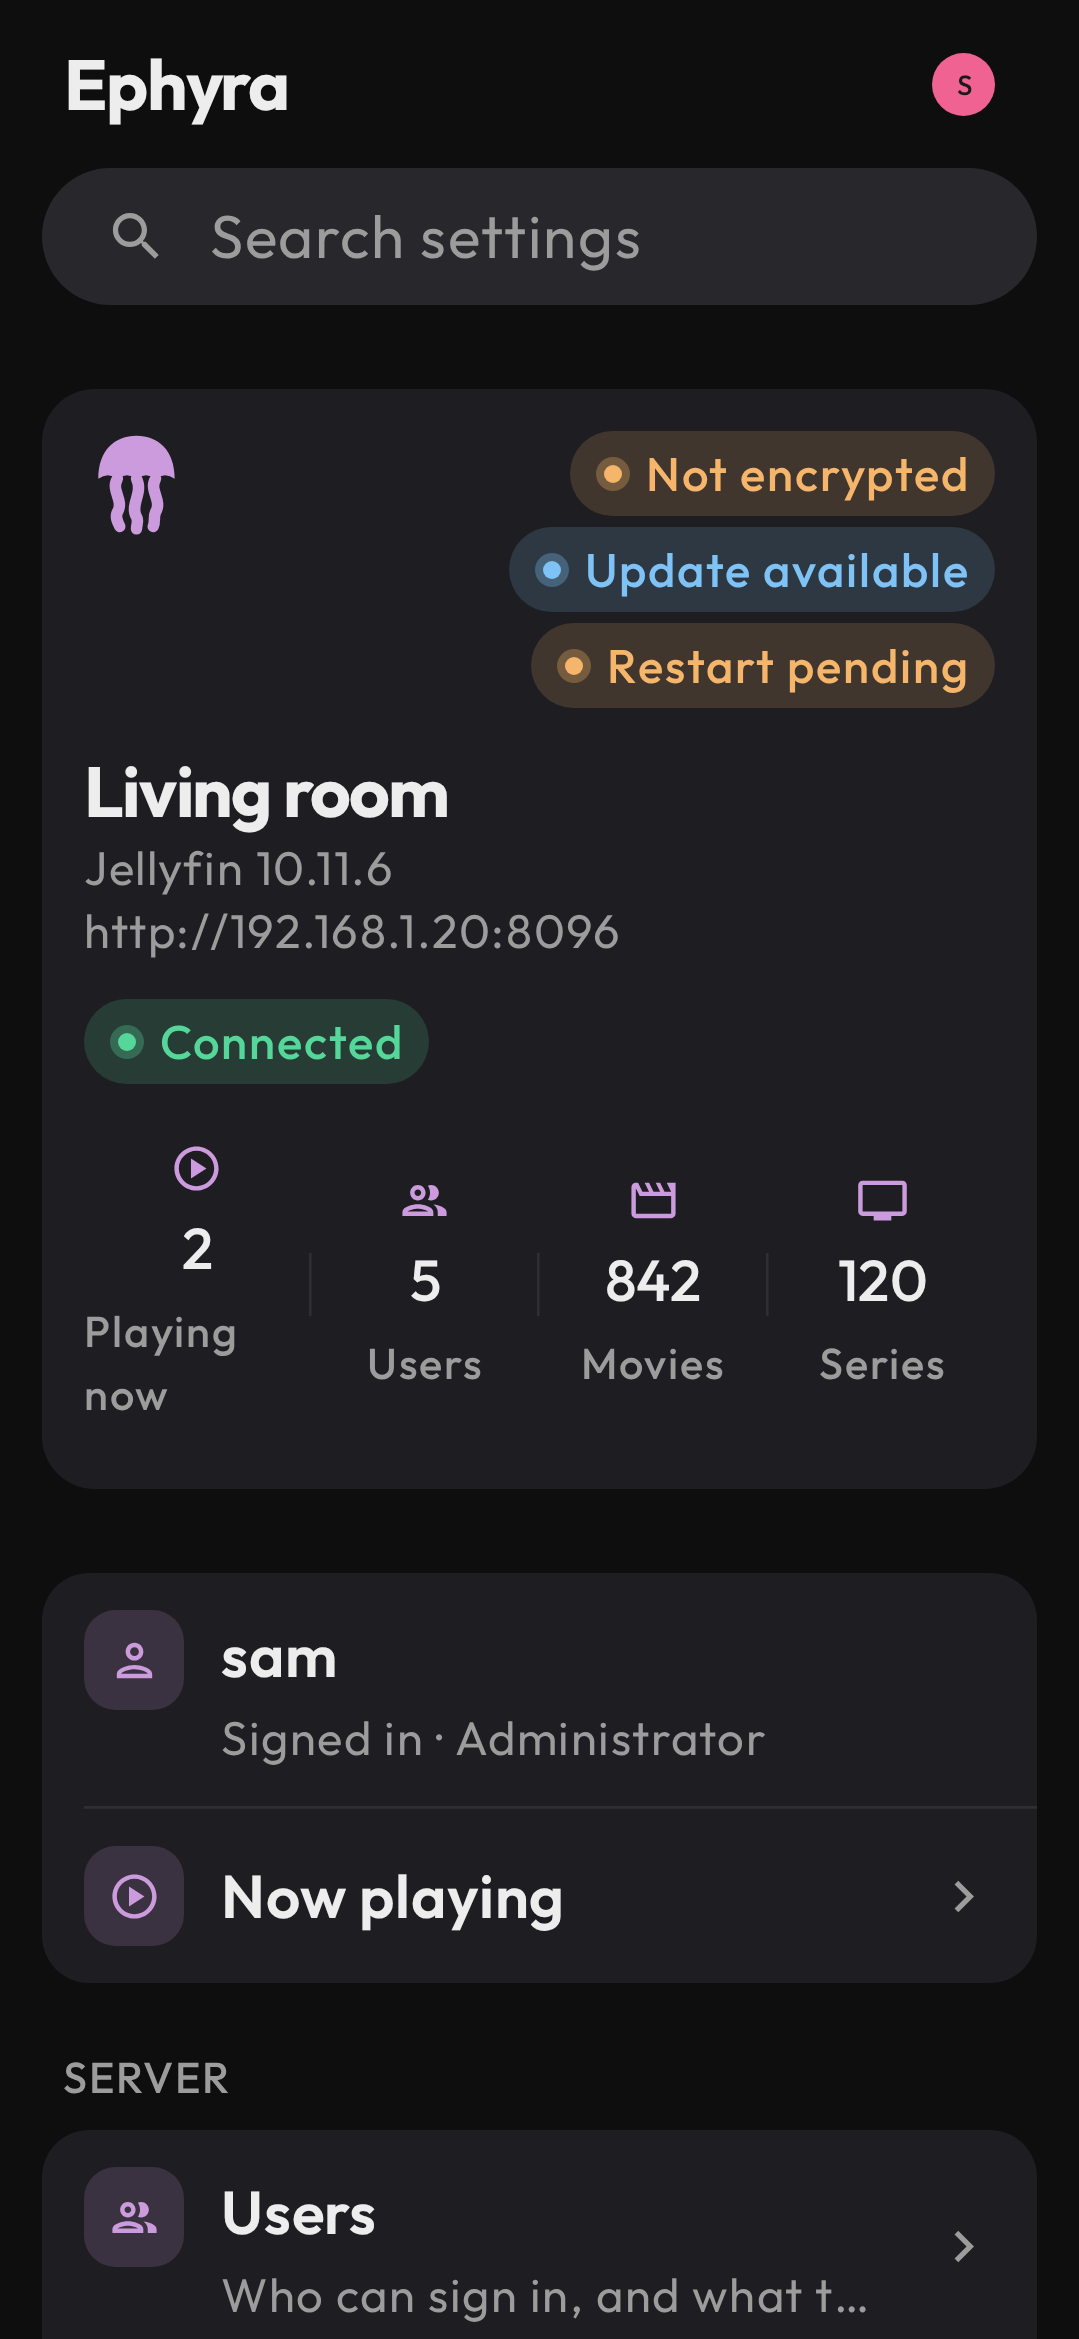 Ephyra
S
Search settings
Not encrypted
Update available
Restart pending
Living room
Jellyfin 10.11.6
http://192.168.1.20:8096
Connected
2
Playing
now
5
Users
842
Movies
120
Series
sam
Signed in · Administrator
Now playing
SERVER
Users
Who can sign in, and what t...